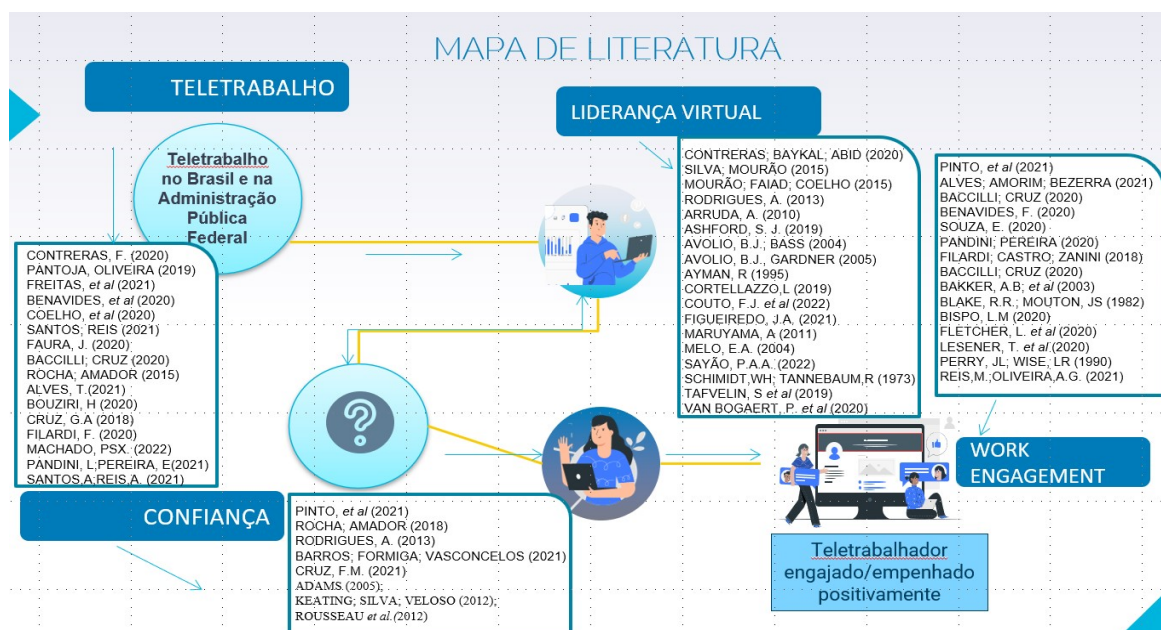 MAPA DE LITERATURA
TELETRABALHO
Teletrabalho
no Brasil e na
Administração
Pública
Federal
CONTRERAS, F. (2020)
PANTOJA, OLIVEIRA (2019)
FREITAS, et al (2021)
BENAVIDES, et al (2020)
COELHO, et al (2020)
SANTOS; REIS (2021)
FAURA, J. (2020)
BACCILLI; CRUZ (2020)
ROCHA; AMADOR (2015)
ALVES, T.(2021)
BOUZIRI, H (2020)
CRUZ, G.A (2018)
FILARDI, F. (2020)
MACHADO, PSX. (2022)
PANDINI, L;PEREIRA, E(2021)
SANTOS,A;REIS,A. (2021)
LIDERANÇA VIRTUAL
CONTRERAS; BAYKAL; ABID (2020)
SILVA; MOURÃO (2015)
MOURÃO; FAIAD; COELHO (2015)
RODRIGUES, A. (2013)
ARRUDA, A. (2010)
ASHFORD, S. J. (2019)
AVOLIO, B.J.; BASS (2004)
AVOLIO, B.J., GARDNER (2005)
AYMAN, R (1995)
CORTELLAZZO,L (2019)
COUTO, F.J. et al (2022)
FIGUEIREDO, J.A. (2021)
MARUYAMA, A (2011)
MELO, E.A. (2004)
SAYÃO, P.A.A. (2022)
SCHIMIDT,WH; TANNEBAUM,R (1973)
TAFVELIN, S et al (2019)
VAN BOGAERT, P. et al (2020)
PINTO, et al (2021)
ALVES; AMORIM; BEZERRA (2021)
BACCILLI; CRUZ (2020)
BENAVIDES, F. (2020)
SOUZA, E. (2020)
PANDINI; PEREIRA (2020)
FILARDI; CASTRO; ZANINI (2018)
BACCILLI; CRUZ (2020)
BAKKER, A.B; et al (2003)
BLAKE, R.R.; MOUTON, JS (1982)
BISPO, L.M (2020)
FLETCHER, L. et al (2020)
LESENER, T. et al.(2020)
PERRY, JL; WISE, LR (1990)
REIS,M.;OLIVEIRA,A.G. (2021)
WORK
ENGAGEMENT
?
CONFIANÇA
PINTO, et al (2021)
ROCHA; AMADOR (2018)
RODRIGUES, A. (2013)
BARROS; FORMIGA; VASCONCELOS (2021)
CRUZ, F.M. (2021)
ADAMS (2005);
KEATING; SILVA; VELOSO (2012);
ROUSSEAU et al.(2012)
Teletrabalhador
engajado/empenhado
positivamente